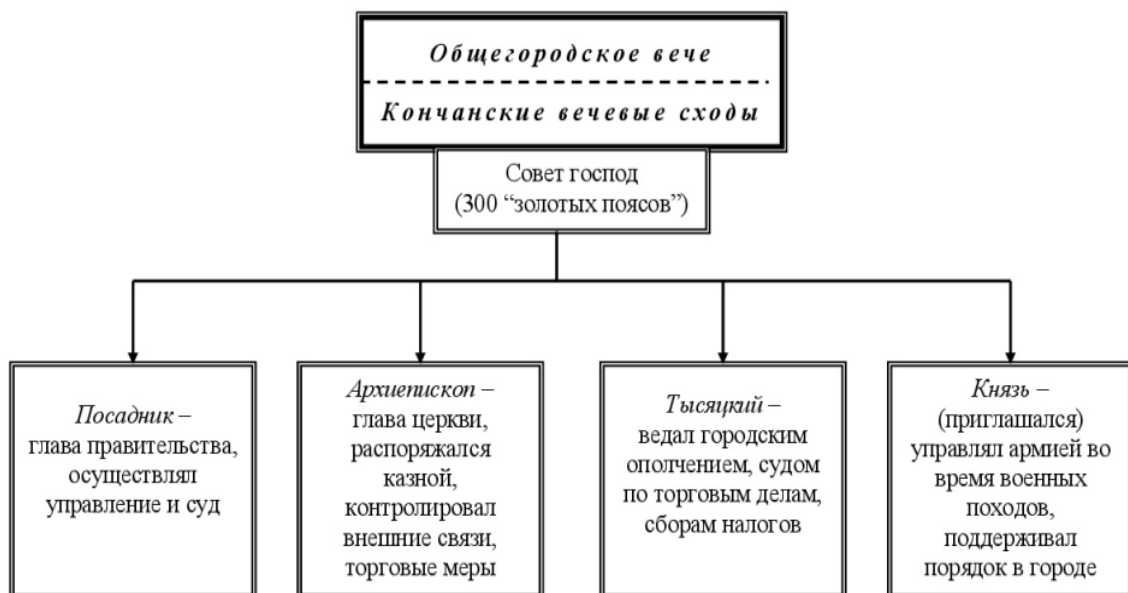 Общегородское вече
Кончанские вечевые сходы
Совет господ
(300 “золотых поясов”)
Посадник –
глава правительства,
осуществлял
управление и суд
Архиепископ –
глава церкви,
распоряжался
казной,
контролировал
внешние связи,
торговые меры
Тысяцкий –
ведал городским
ополчением, судом
по торговым делам,
сборам налогов
Князь –
(приглашался)
управлял армией во
время военных
походов,
поддерживал
порядок в городе